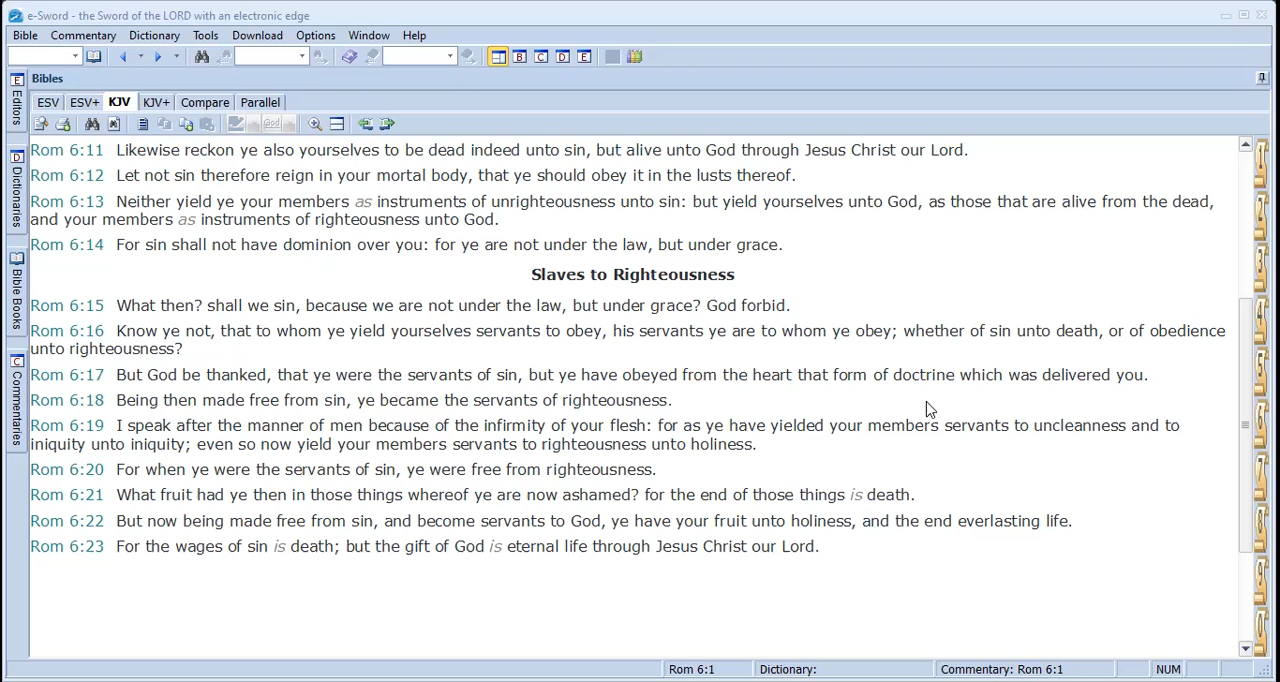 e-Sword - the Sword of the LORD with an electronic edge
Bible Commentary Dictionary Tools Download Options Window Help
B C D E
Bibles
ESV ESV+ KJV KJV+ Compare Parallel
God
E Editors
D Dictionaries
Bible Books
C Commentaries
Rom 6:11 Likewise reckon ye also yourselves to be dead indeed unto sin, but alive unto God through Jesus Christ our Lord.
Rom 6:12 Let not sin therefore reign in your mortal body, that ye should obey it in the lusts thereof.
Rom 6:13 Neither yield ye your members as instruments of unrighteousness unto sin: but yield yourselves unto God, as those that are alive from the dead,
and your members as instruments of righteousness unto God.
Rom 6:14 For sin shall not have dominion over you: for ye are not under the law, but under grace.
Slaves to Righteousness
Rom 6:15 What then? shall we sin, because we are not under the law, but under grace? God forbid.
Rom 6:16 Know ye not, that to whom ye yield yourselves servants to obey, his servants ye are to whom ye obey; whether of sin unto death, or of obedience
unto righteousness?
Rom 6:17 But God be thanked, that ye were the servants of sin, but ye have obeyed from the heart that form of doctrine which was delivered you.
Rom 6:18 Being then made free from sin, ye became the servants of righteousness.
Rom 6:19 I speak after the manner of men because of the infirmity of your flesh: for as ye have yielded your members servants to uncleanness and to
iniquity unto iniquity; even so now yield your members servants to righteousness unto holiness.
Rom 6:20 For when ye were the servants of sin, ye were free from righteousness.
Rom 6:21 What fruit had ye then in those things whereof ye are now ashamed? for the end of those things is death.
Rom 6:22 But now being made free from sin, and become servants to God, ye have your fruit unto holiness, and the end everlasting life.
Rom 6:23 For the wages of sin is death; but the gift of God is eternal life through Jesus Christ our Lord.
1
2
3
4
5
6
7
8
9
0
Rom 6:1 Dictionary: Commentary: Rom 6:1 NUM